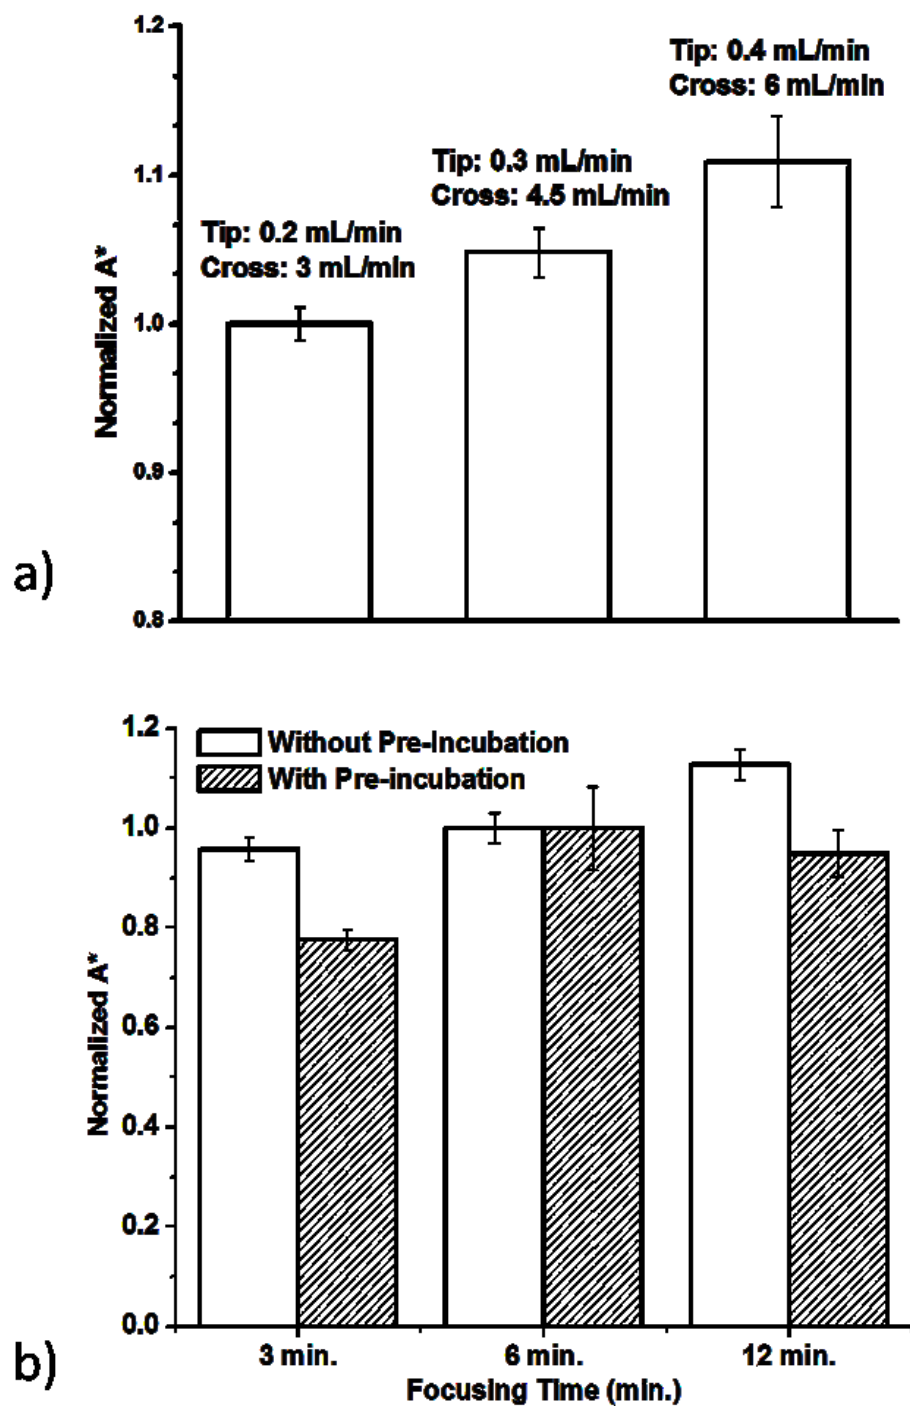 1.2
Tip: 0.4 mL/min
Cross: 6 mL/min
1.1
Tip: 0.3 mL/min
Cross: 4.5 mL/min
Tip: 0.2 mL/min
Cross: 3 mL/min
1.0
Normalized A*
0.9
a)
0.8
1.2
Without Pre-Incubation
With Pre-incubation
1.0
0.8
Normalized A*
0.6
0.4
0.2
0.0
b)
3 min.
6 min.
12 min.
Focusing Time (min.)